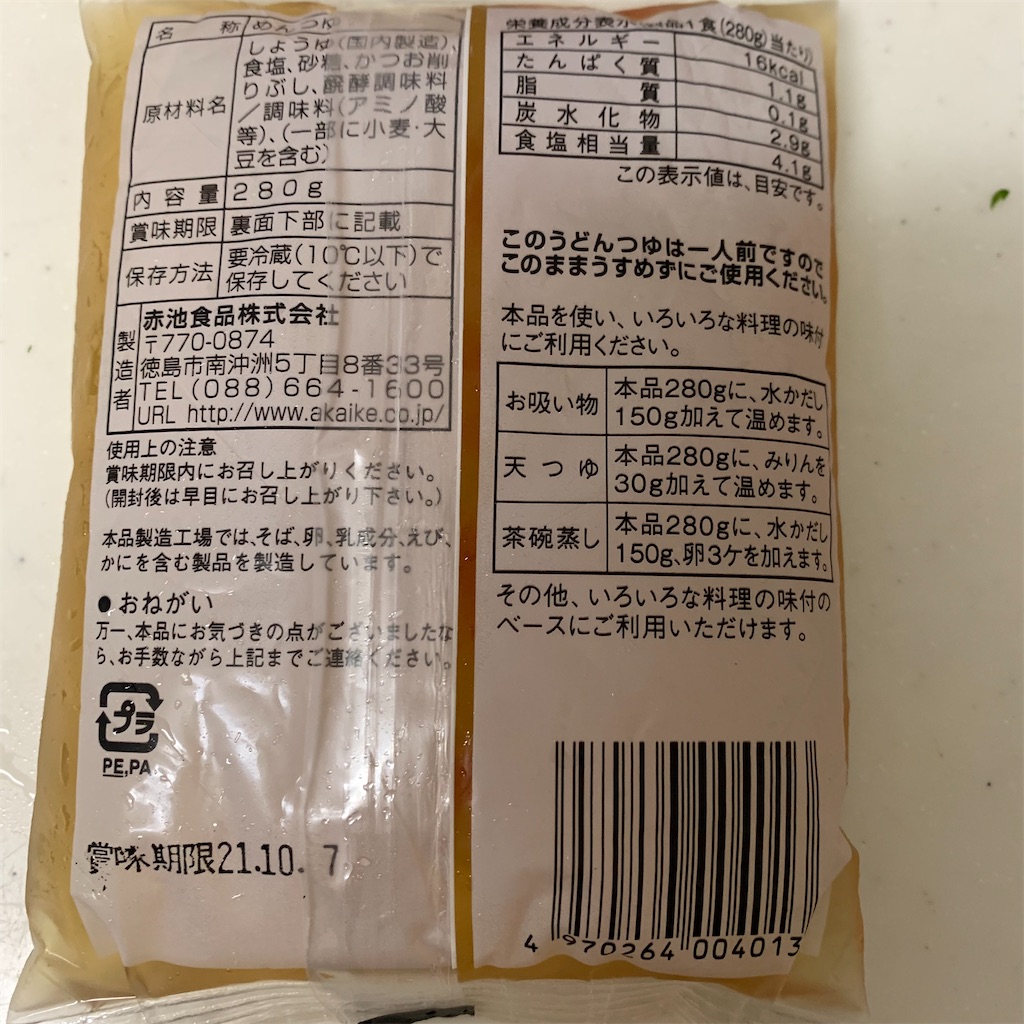 名称 めんつゆ
原材料名 しょうゆ(国内製造)、
食塩、砂糖、かつお削
りぶし、醗酵調味料
/調味料(アミノ酸
等)、(一部に小麦・大
豆を含む)
内容量 280g
賞味期限 裏面下部に記載
保存方法 要冷蔵(10℃以下)で
保存してください
製造者 赤池食品株式会社
〒770-0874
徳島市南沖洲5丁目8番33号
TEL(088)664-1600
URL http://www.akaike.co.jp/
使用上の注意
賞味期限内にお召し上がりください。
(開封後は早目にお召し上がり下さい。)
本品製造工場では、そば、卵、乳成分、えび、
かにを含む製品を製造しています。
●おねがい
万一、本品にお気づきの点がございましたな
ら、お手数ながら上記までご連絡ください。
プラ
PE,PA
賞味期限21.10.7
栄養成分表示 製品1食(280g)当たり)
エネルギー 16kcal
たんぱく質 1.1g
脂質 0.1g
炭水化物 2.9g
食塩相当量 4.1g
この表示値は、目安です。
このうどんつゆは一人前ですので
このままうすめずにご使用ください。
本品を使い、いろいろな料理の味付
にご利用ください。
お吸い物 本品280gに、水かだし
150g加えて温めます。
天つゆ 本品280gに、みりんを
30g加えて温めます。
茶碗蒸し 本品280gに、水かだし
150g、卵3ケを加えます。
その他、いろいろな料理の味付の
ベースにご利用いただけます。
4 970264 004013